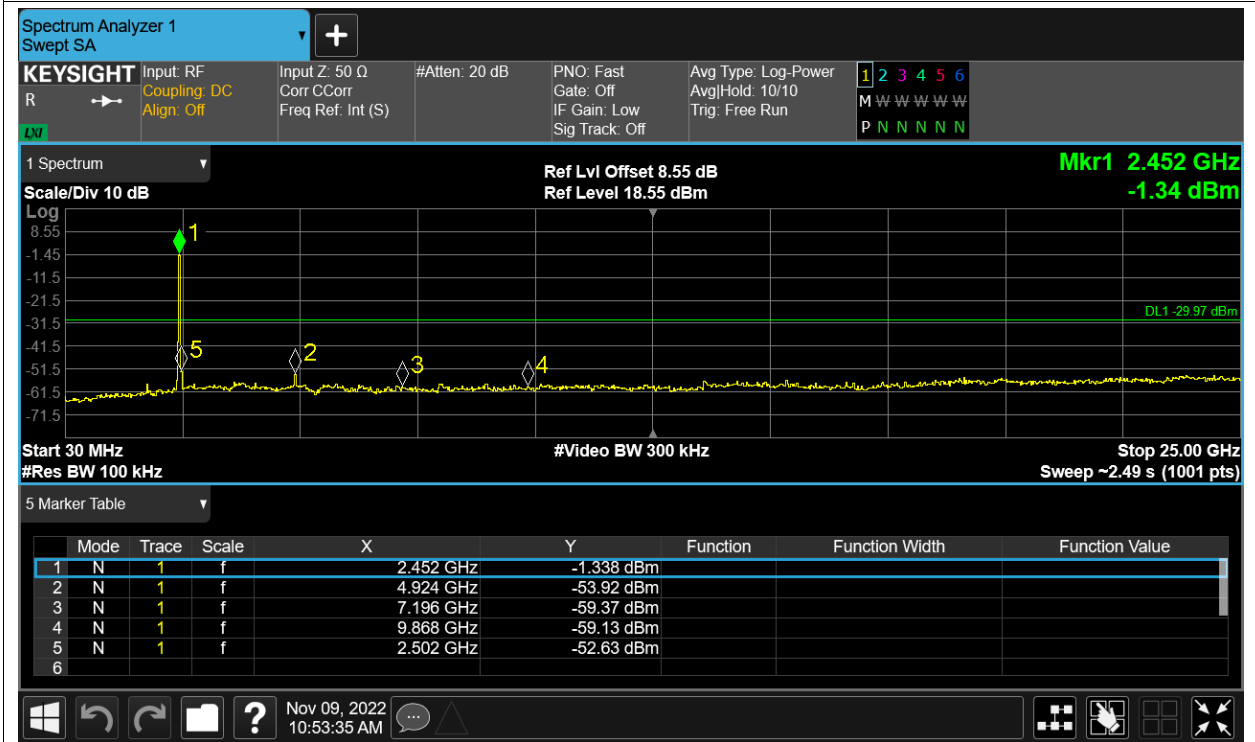 Spectrum Analyzer 1
Swept SA
+
KEYSIGHT Input: RF Input Z: 50 Ω #Atten: 20 dB PNO: Fast Avg Type: Log-Power 1 2 3 4 5 6
R Coupling: DC Corr CCorr Gate: Off Avg|Hold: 10/10 M W W W W W
Align: Off Freq Ref: Int (S) IF Gain: Low Trig: Free Run
LXI Sig Track: Off P N N N N N
1 Spectrum Ref Lvl Offset 8.55 dB Mkr1 2.452 GHz
Scale/Div 10 dB Ref Level 18.55 dBm -1.34 dBm
Log
8.55 1
-1.45
-11.5
-21.5
DL1 -29.97 dBm
-31.5
-41.5 5 2
-51.5 3 4
-61.5
-71.5
Start 30 MHz #Video BW 300 kHz Stop 25.00 GHz
#Res BW 100 kHz Sweep ~2.49 s (1001 pts)
5 Marker Table
Mode Trace Scale X Y Function Function Width Function Value
1 N 1 f 2.452 GHz -1.338 dBm
2 N 1 f 4.924 GHz -53.92 dBm
3 N 1 f 7.196 GHz -59.37 dBm
4 N 1 f 9.868 GHz -59.13 dBm
5 N 1 f 2.502 GHz -52.63 dBm
6
? Nov 09, 2022
10:53:35 AM